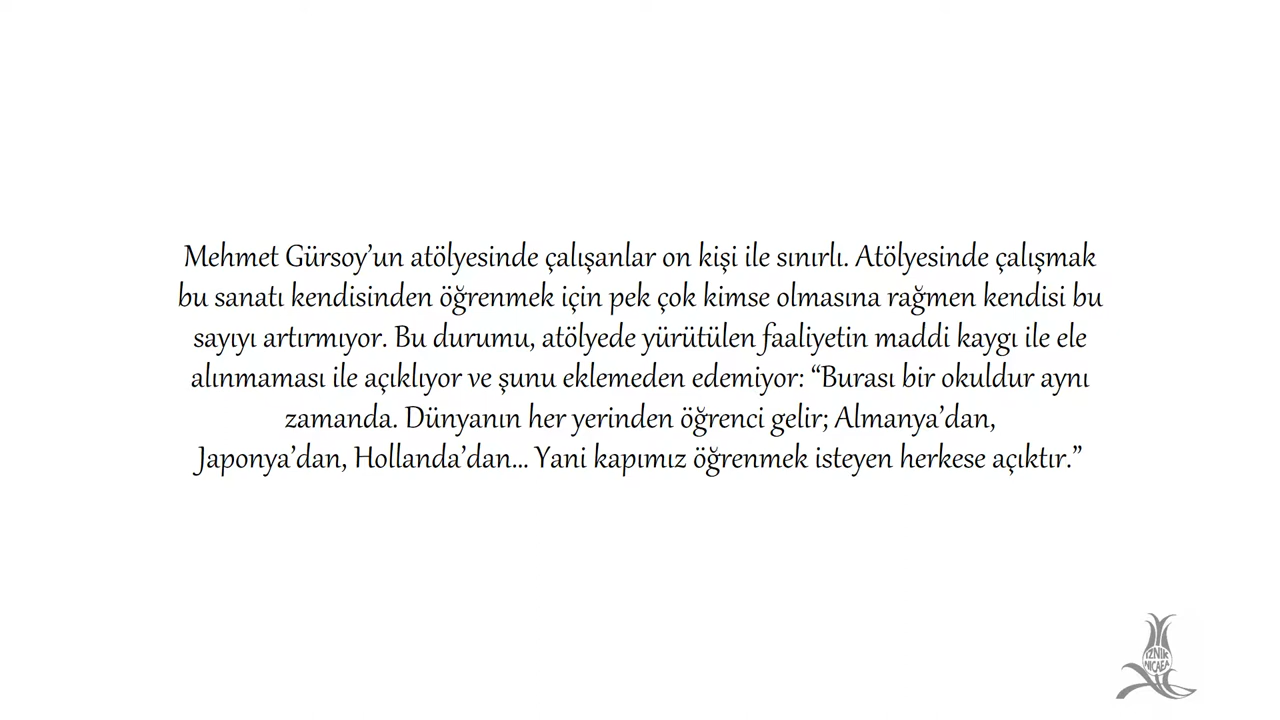 Mehmet Gürsoy’un atölyesinde çalışanlar on kişi ile sınırlı. Atölyesinde çalışmak
bu sanatı kendisinden öğrenmek için pek çok kimse olmasına rağmen kendisi bu
sayıyı artırmıyor. Bu durumu, atölyede yürütülen faaliyetin maddi kaygı ile ele
alınmaması ile açıklıyor ve şunu eklemeden edemiyor: “Burası bir okuldur aynı
zamanda. Dünyanın her yerinden öğrenci gelir; Almanya’dan,
Japonya’dan, Hollanda’dan... Yani kapımız öğrenmek isteyen herkese açıktır.”
IZNIK
NICAEA